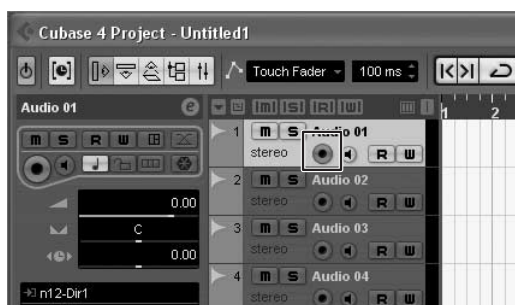 Cubase 4 Project - Untitled1
Touch Fader 100 ms
Audio 01 e m s R w 1 2
m S R W
0.00
C
0.00
n12-Dir1
1 m S Audio 01
stereo R W
2 m S Audio 02
stereo R W
3 m S Audio 03
stereo R W
4 m S Audio 04
stereo R W